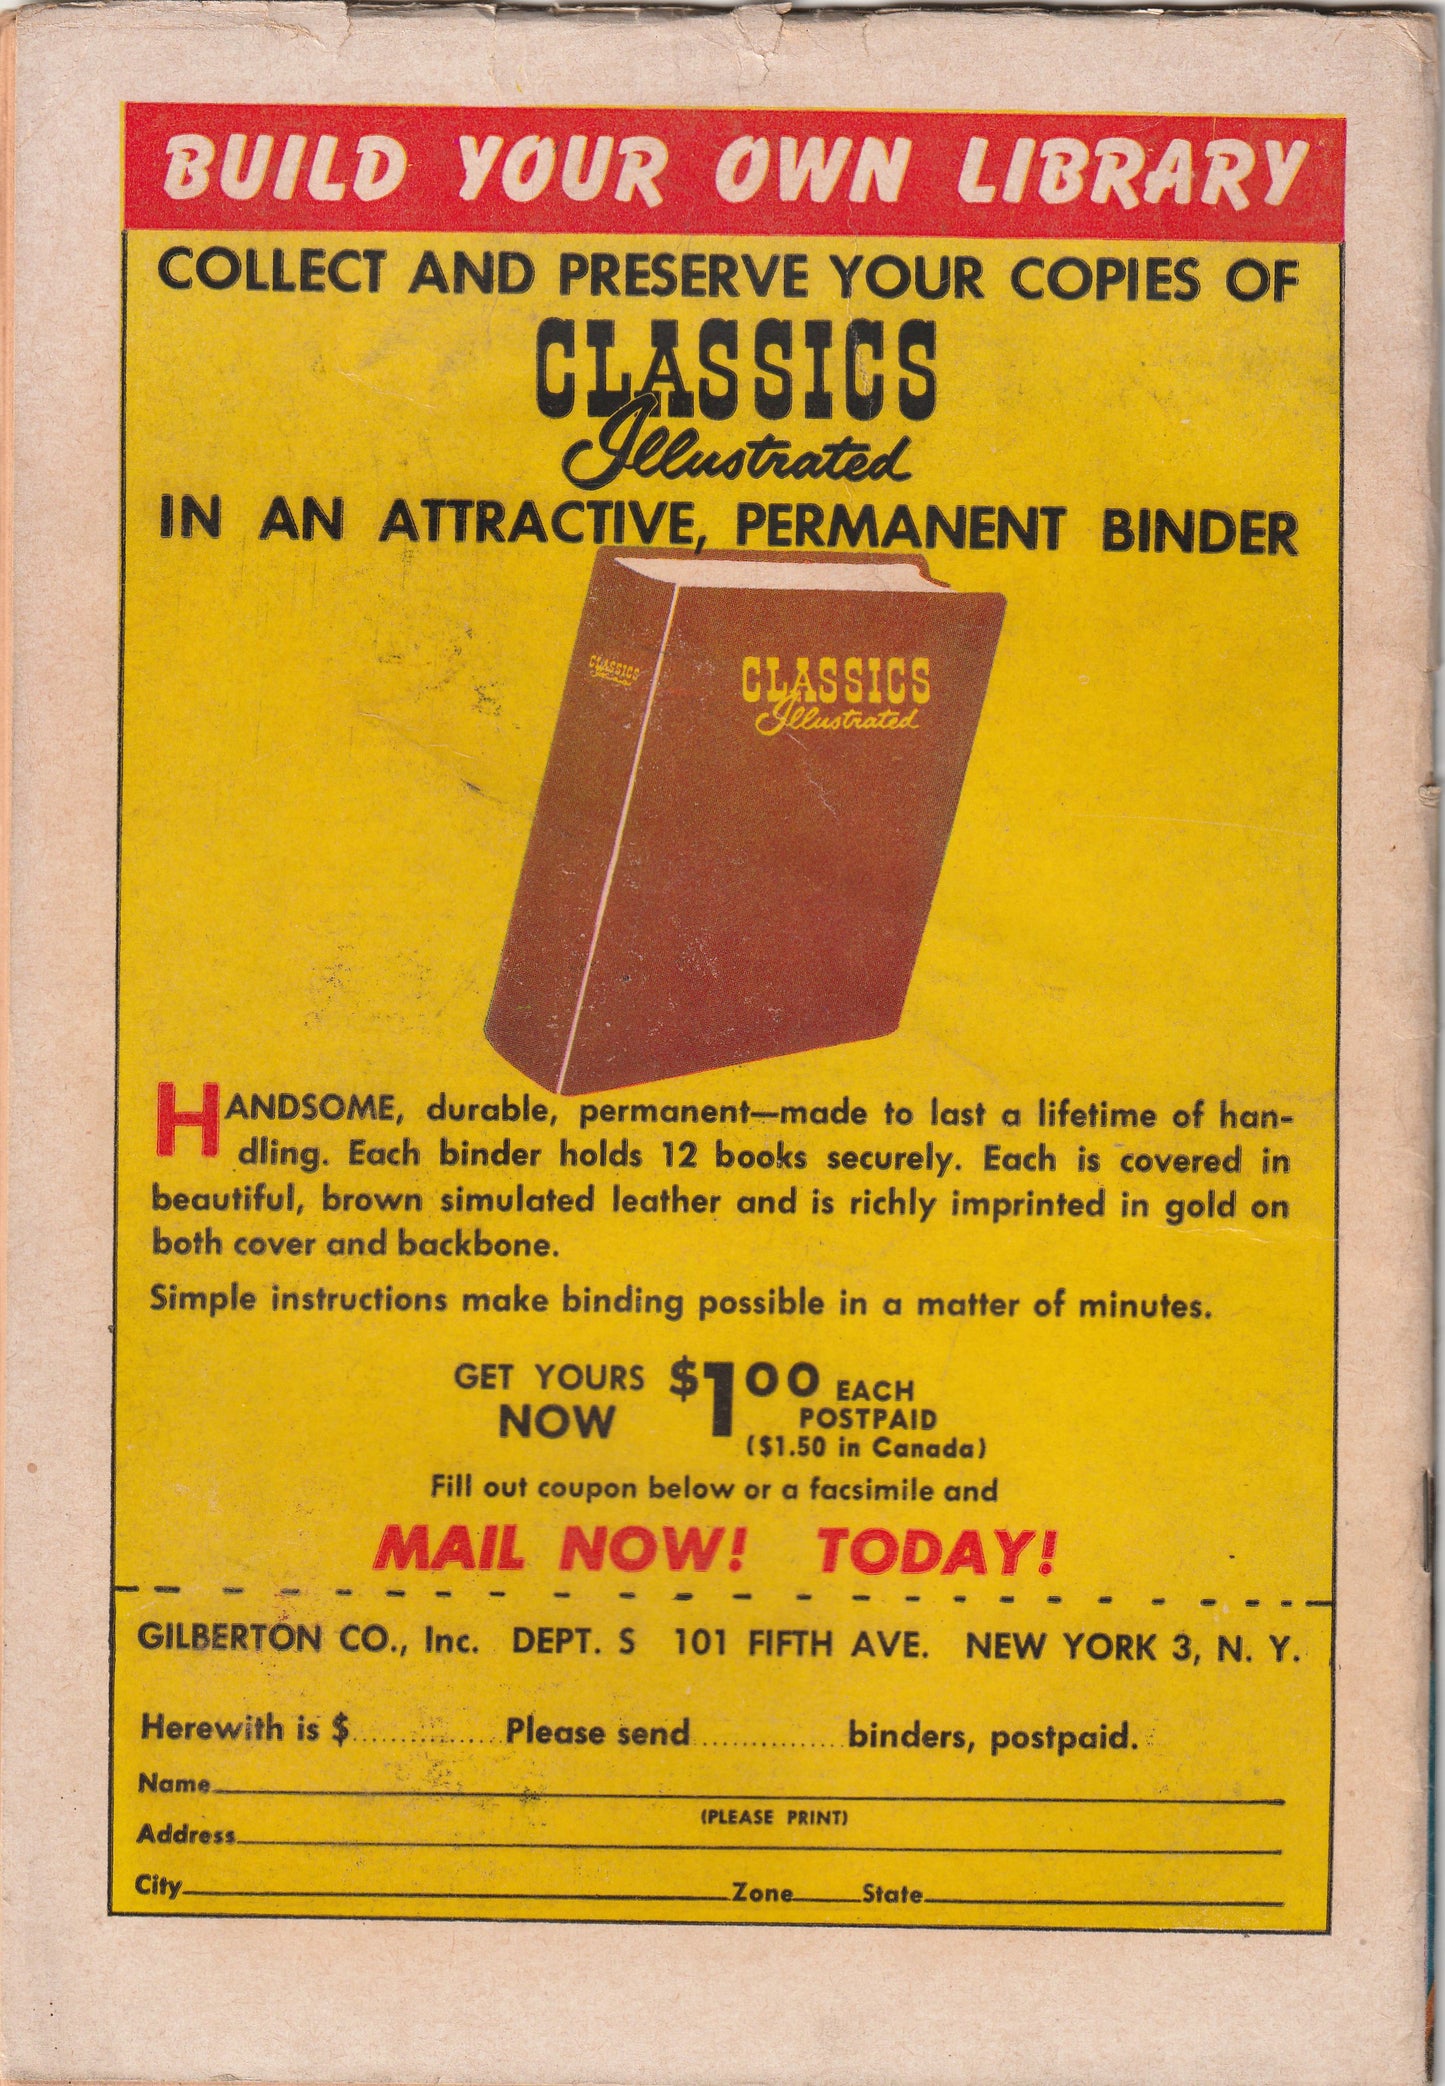 BUILD YOUR OWN LIBRARY
COLLECT AND PRESERVE YOUR COPIES OF
CLASSICS
Illustrated
IN AN ATTRACTIVE, PERMANENT BINDER
CLASSICS
CLASSICS
Illustrated
HANDSOME, durable, permanent—made to last a lifetime of han-
dling. Each binder holds 12 books securely. Each is covered in
beautiful, brown simulated leather and is richly imprinted in gold on
both cover and backbone.
Simple instructions make binding possible in a matter of minutes.
GET YOURS $1.00 EACH
NOW POSTPAID
($1.50 in Canada)
Fill out coupon below or a facsimile and
MAIL NOW! TODAY!
GILBERTON CO., Inc. DEPT. S 101 FIFTH AVE. NEW YORK 3, N. Y.
Herewith is $.............. Please send .............. binders, postpaid.
Name
(PLEASE PRINT)
Address
City Zone State